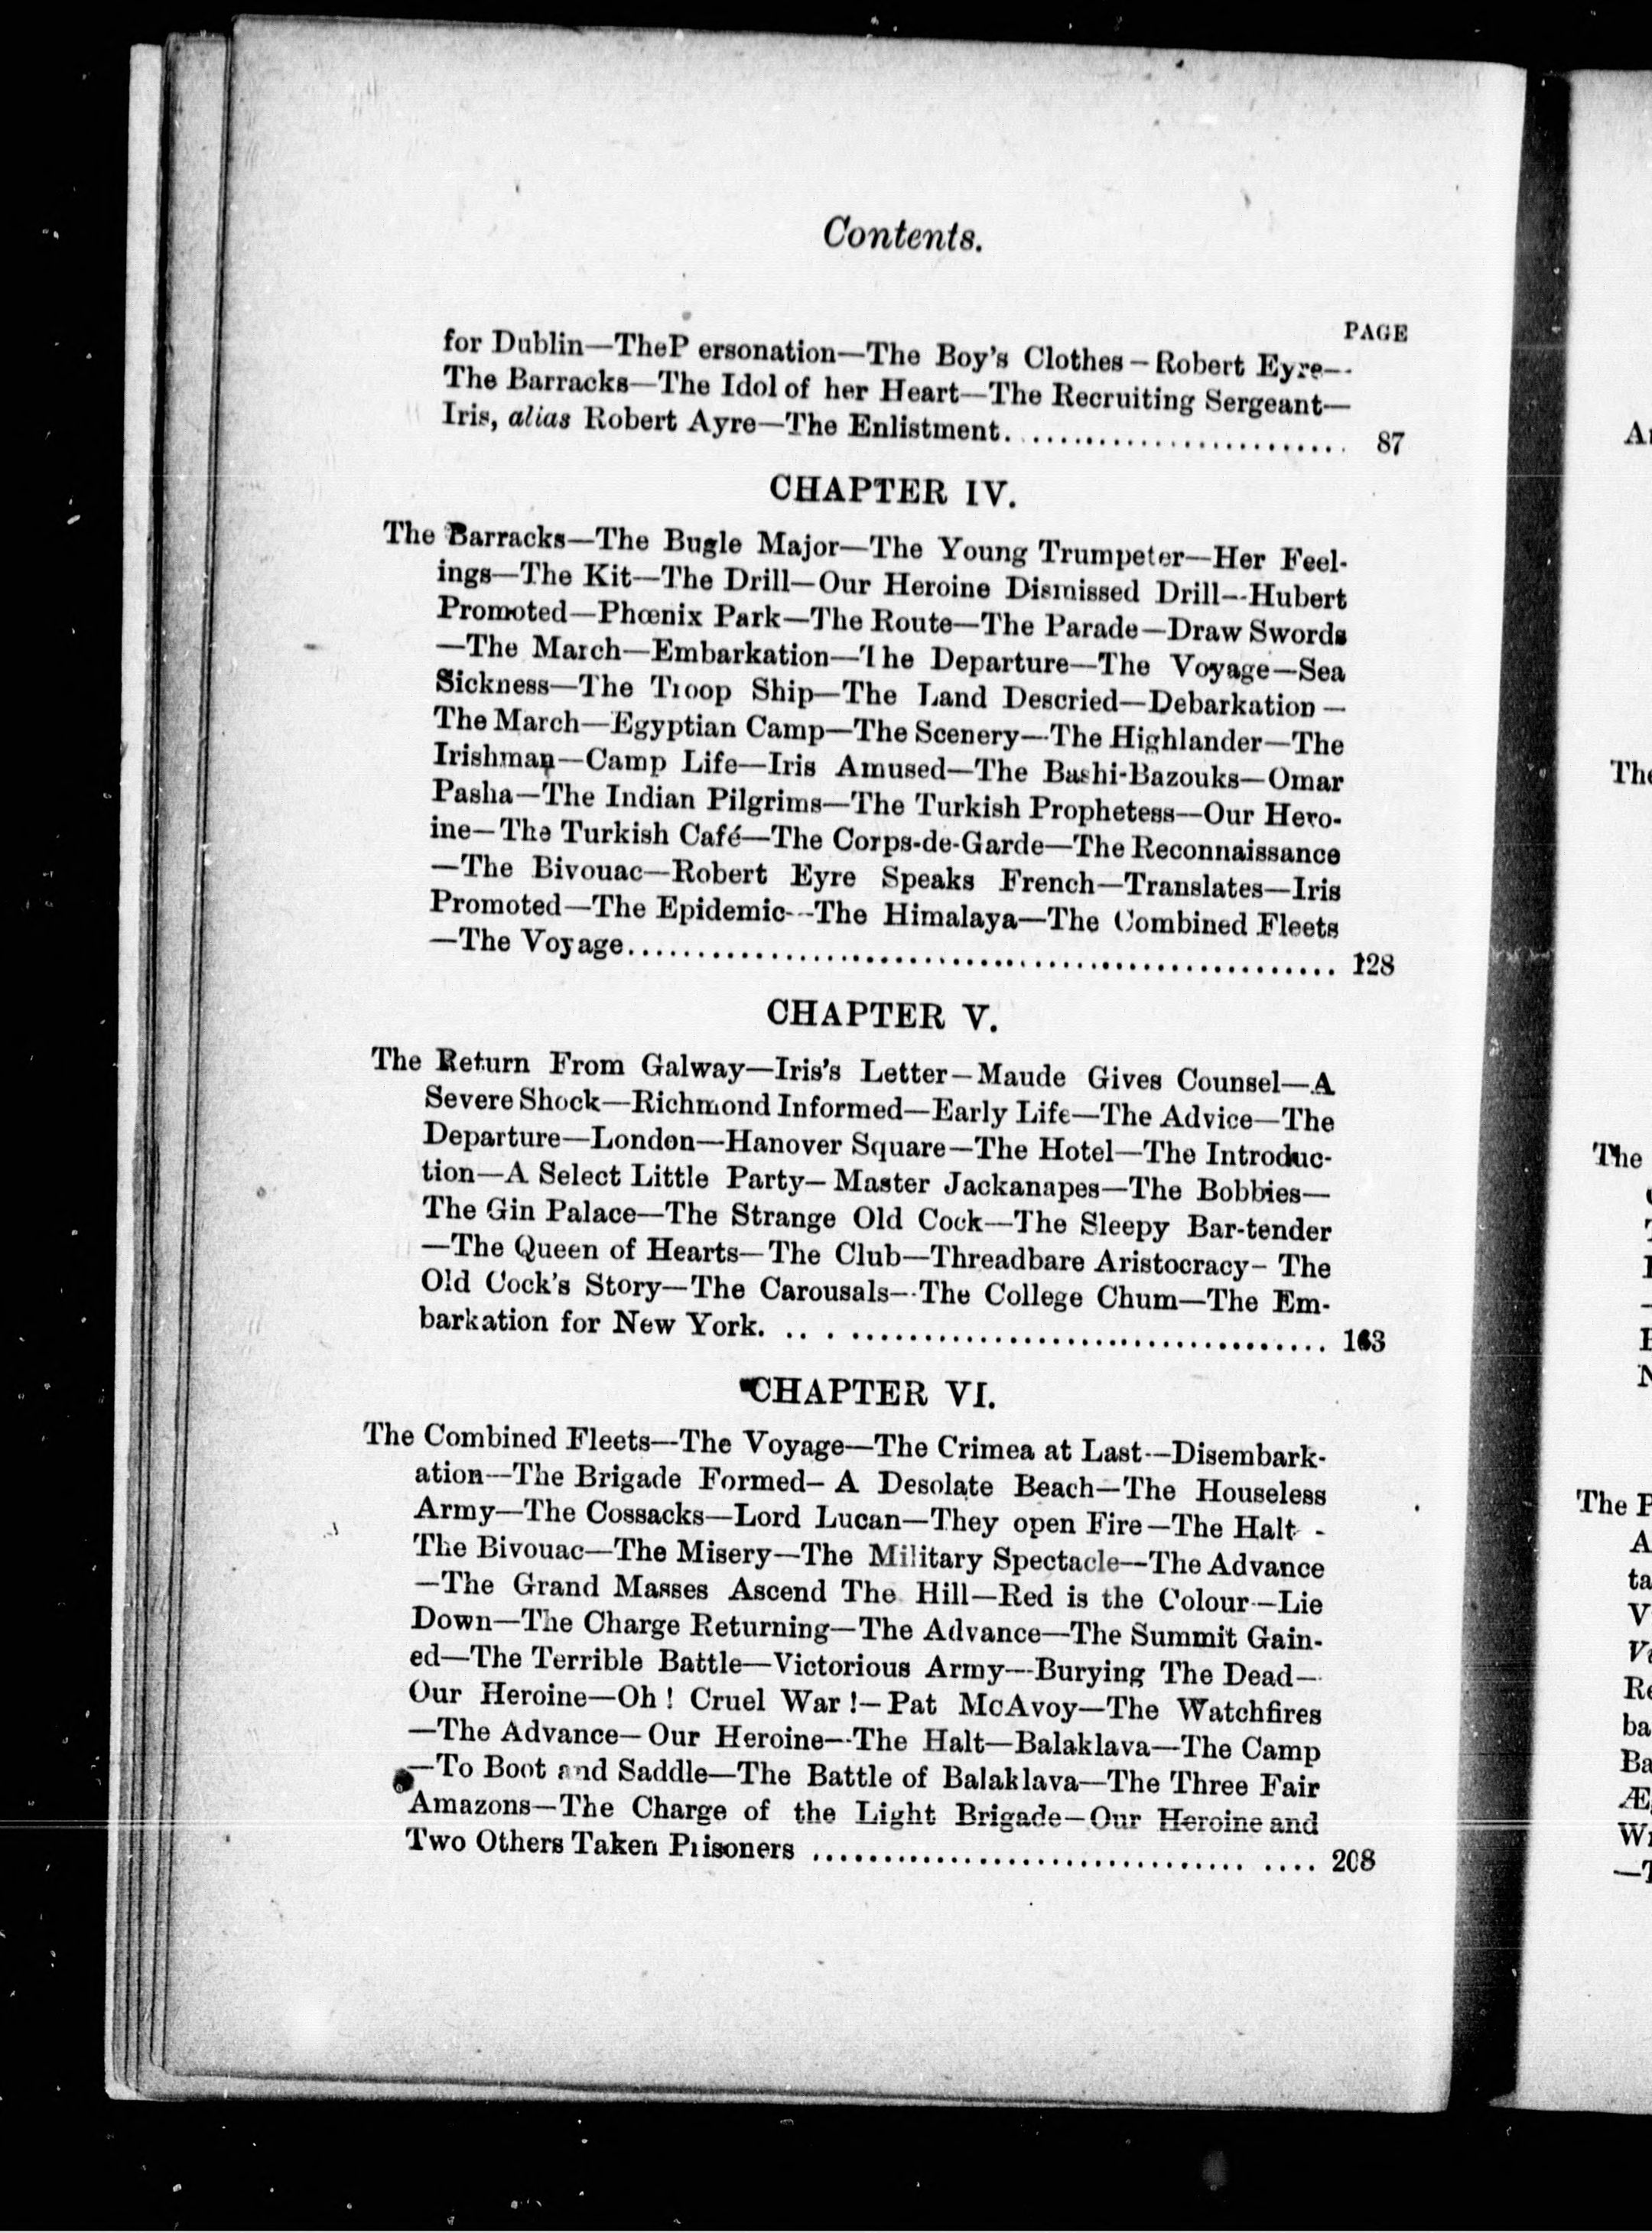 Contents.
PAGE
for Dublin—TheP ersonation—The Boy's Clothes—Robert Eyre—
The Barracks—The Idol of her Heart—The Recruiting Sergeant—
Iris, alias Robert Ayre—The Enlistment........................ 87
CHAPTER IV.
The Barracks—The Bugle Major—The Young Trumpeter—Her Feel-
ings—The Kit—The Drill—Our Heroine Dismissed Drill—Hubert
Promoted—Phœnix Park—The Route—The Parade—Draw Swords
—The March—Embarkation—The Departure—The Voyage—Sea
Sickness—The Troop Ship—The Land Descried—Debarkation—
The March—Egyptian Camp—The Scenery—The Highlander—The
Irishman—Camp Life—Iris Amused—The Bashi-Bazouks—Omar
Pasha—The Indian Pilgrims—The Turkish Prophetess—Our Hero-
ine—The Turkish Café—The Corps-de-Garde—The Reconnaissance
—The Bivouac—Robert Eyre Speaks French—Translates—Iris
Promoted—The Epidemic—The Himalaya—The Combined Fleets
—The Voyage.................................................. 128
CHAPTER V.
The Return From Galway—Iris's Letter—Maude Gives Counsel—A
Severe Shock—Richmond Informed—Early Life—The Advice—The
Departure—London—Hanover Square—The Hotel—The Introduc-
tion—A Select Little Party—Master Jackanapes—The Bobbies—
The Gin Palace—The Strange Old Cock—The Sleepy Bar-tender
—The Queen of Hearts—The Club—Threadbare Aristocracy—The
Old Cock's Story—The Carousals—The College Chum—The Em-
barkation for New York. .. . .................................. 163
CHAPTER VI.
The Combined Fleets—The Voyage—The Crimea at Last—Disembark-
ation—The Brigade Formed—A Desolate Beach—The Houseless
Army—The Cossacks—Lord Lucan—They open Fire—The Halt -
The Bivouac—The Misery—The Military Spectacle—The Advance
—The Grand Masses Ascend The Hill—Red is the Colour—Lie
Down—The Charge Returning—The Advance—The Summit Gain-
ed—The Terrible Battle—Victorious Army—Burying The Dead—
Our Heroine—Oh! Cruel War!—Pat McAvoy—The Watchfires
—The Advance—Our Heroine—The Halt—Balaklava—The Camp
—To Boot and Saddle—The Battle of Balaklava—The Three Fair
Amazons—The Charge of the Light Brigade—Our Heroine and
Two Others Taken Prisoners .............................. .... 208
The
The
The